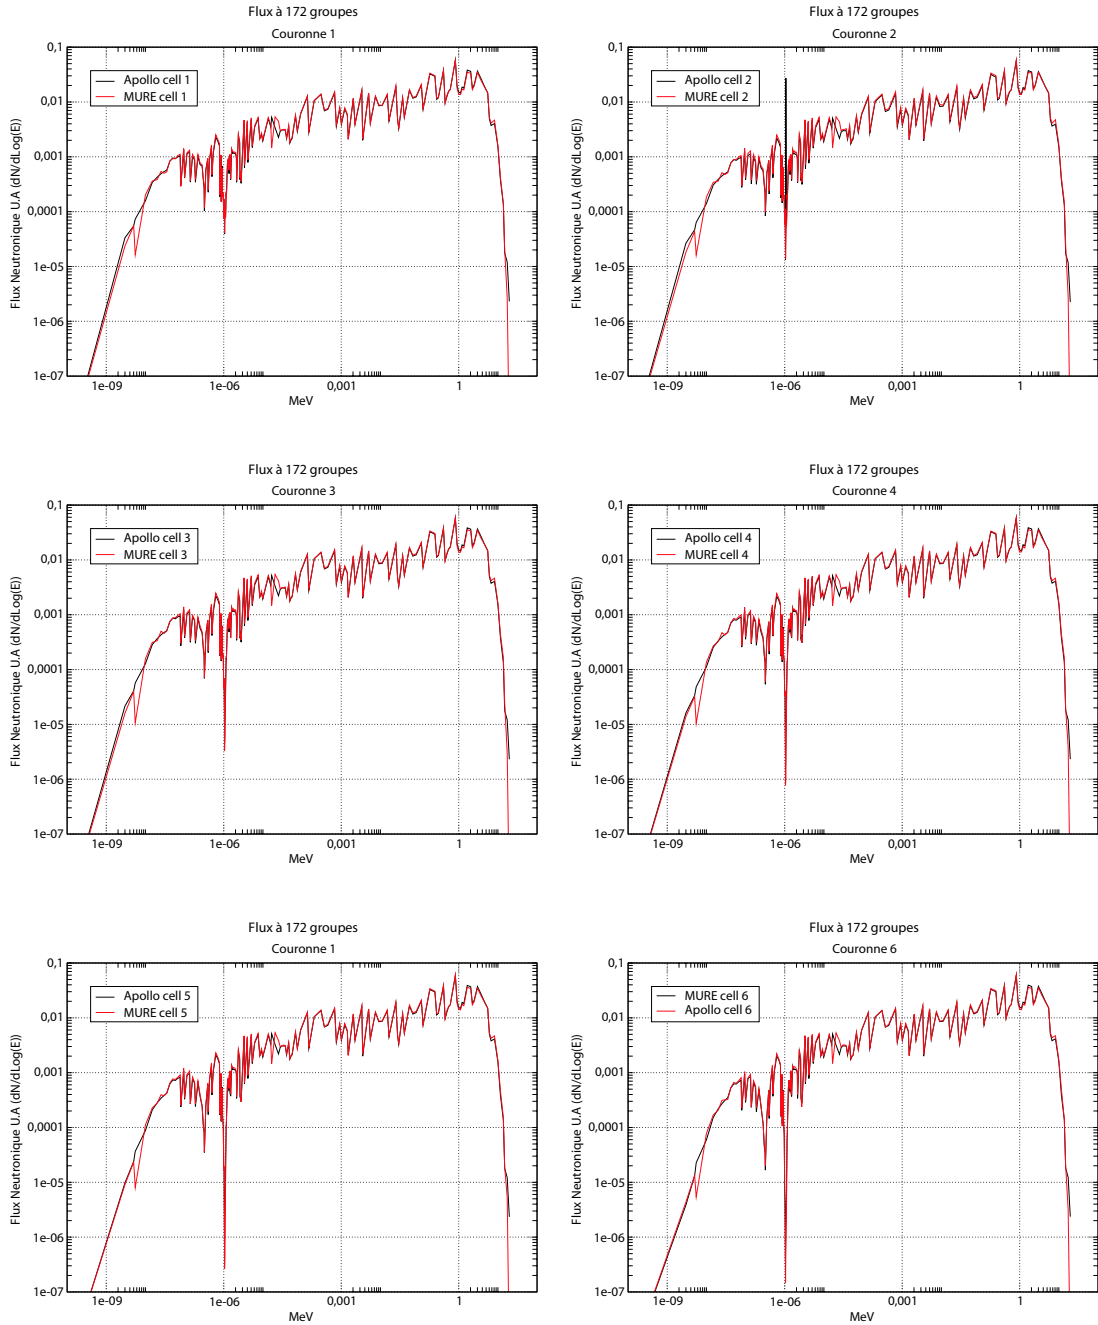 Flux à 172 groupes
Couronne 1
0,1
0,01
0,001
0,0001
1e-05
1e-06
1e-07
Flux Neutronique U.A (dN/dLog(E))
Apollo cell 1
MURE cell 1
1e-09 1e-06 0,001 1
MeV
Flux à 172 groupes
Couronne 2
0,1
0,01
0,001
0,0001
1e-05
1e-06
1e-07
Flux Neutronique U.A (dN/dLog(E))
Apollo cell 2
MURE cell 2
1e-09 1e-06 0,001 1
MeV
Flux à 172 groupes
Couronne 3
0,1
0,01
0,001
0,0001
1e-05
1e-06
1e-07
Flux Neutronique U.A (dN/dLog(E))
Apollo cell 3
MURE cell 3
1e-09 1e-06 0,001 1
MeV
Flux à 172 groupes
Couronne 4
0,1
0,01
0,001
0,0001
1e-05
1e-06
1e-07
Flux Neutronique U.A (dN/dLog(E))
Apollo cell 4
MURE cell 4
1e-09 1e-06 0,001 1
MeV
Flux à 172 groupes
Couronne 1
0,1
0,01
0,001
0,0001
1e-05
1e-06
1e-07
Flux Neutronique U.A (dN/dLog(E))
Apollo cell 5
MURE cell 5
1e-09 1e-06 0,001 1
MeV
Flux à 172 groupes
Couronne 6
0,1
0,01
0,001
0,0001
1e-05
1e-06
1e-07
Flux Neutronique U.A (dN/dLog(E))
MURE cell 6
Apollo cell 6
1e-09 1e-06 0,001 1
MeV